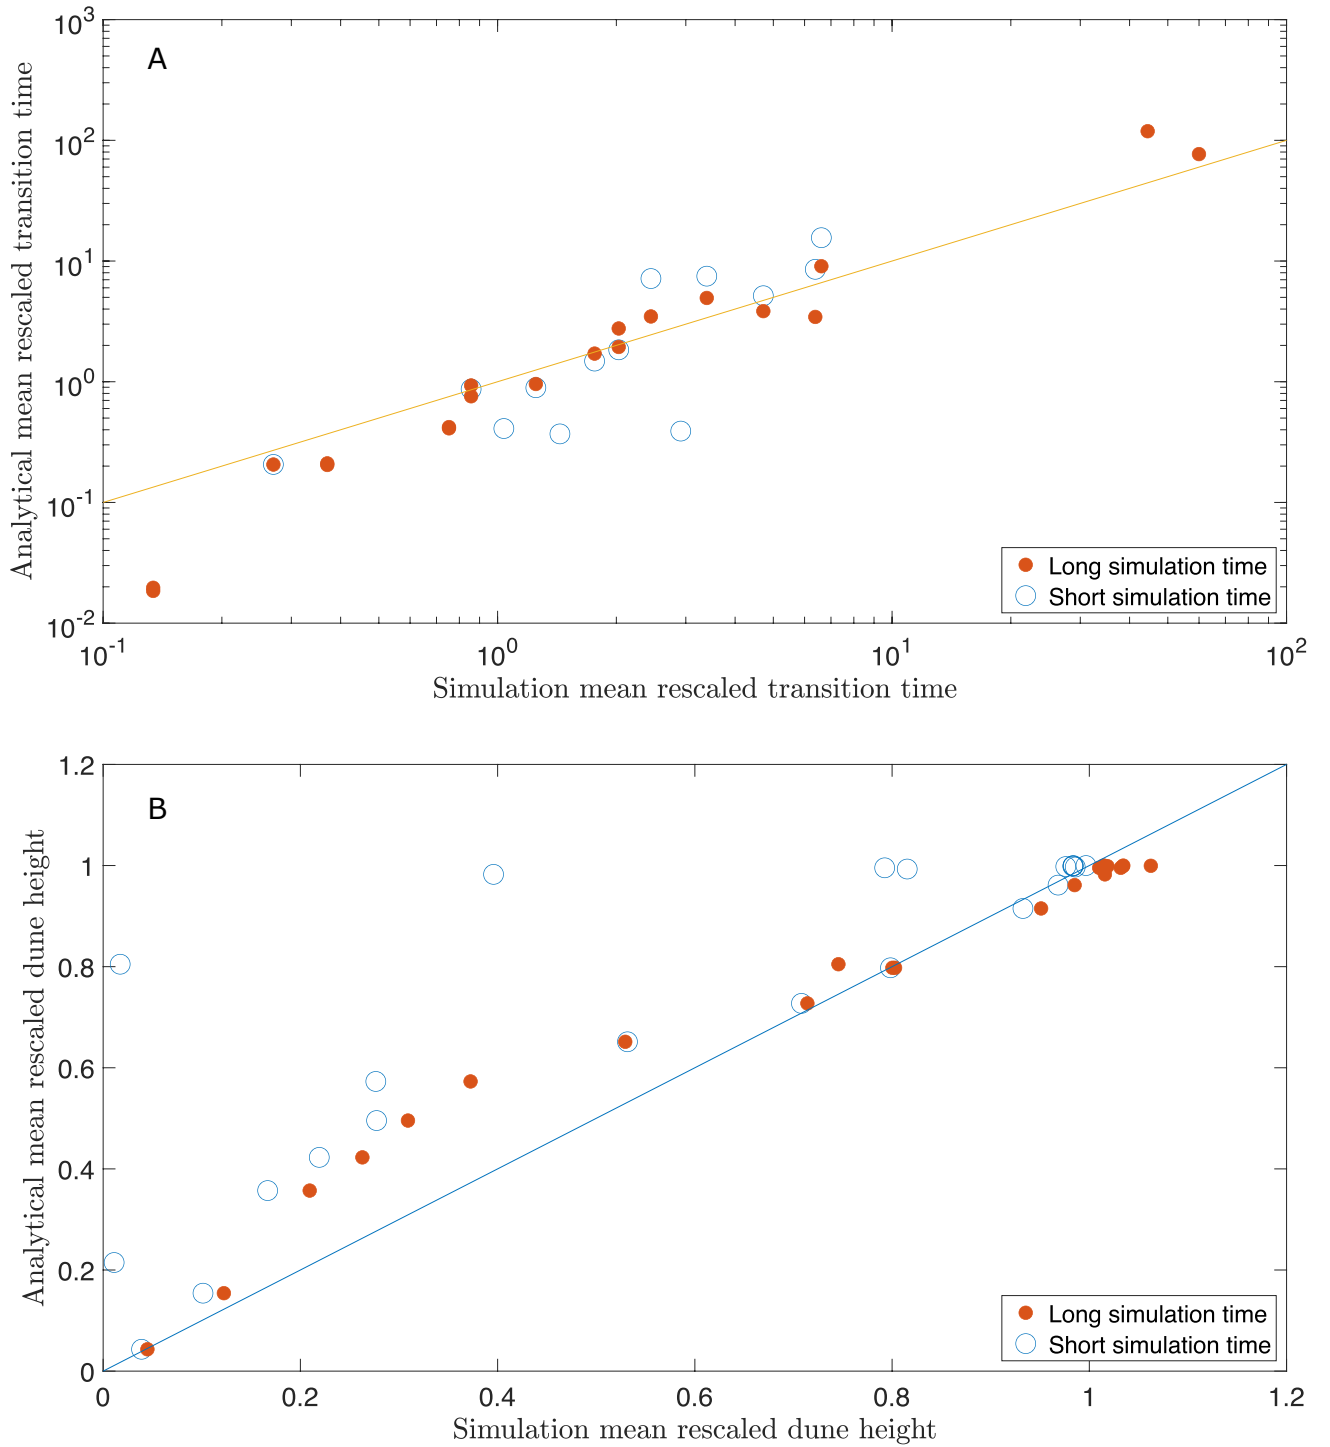 A
10^3
10^2
10^1
10^0
10^-1
10^-2
Analytical mean rescaled transition time
Long simulation time
Short simulation time
10^-1 10^0 10^1 10^2
Simulation mean rescaled transition time
B
1.2
1
0.8
0.6
0.4
0.2
0
Analytical mean rescaled dune height
Long simulation time
Short simulation time
0 0.2 0.4 0.6 0.8 1 1.2
Simulation mean rescaled dune height